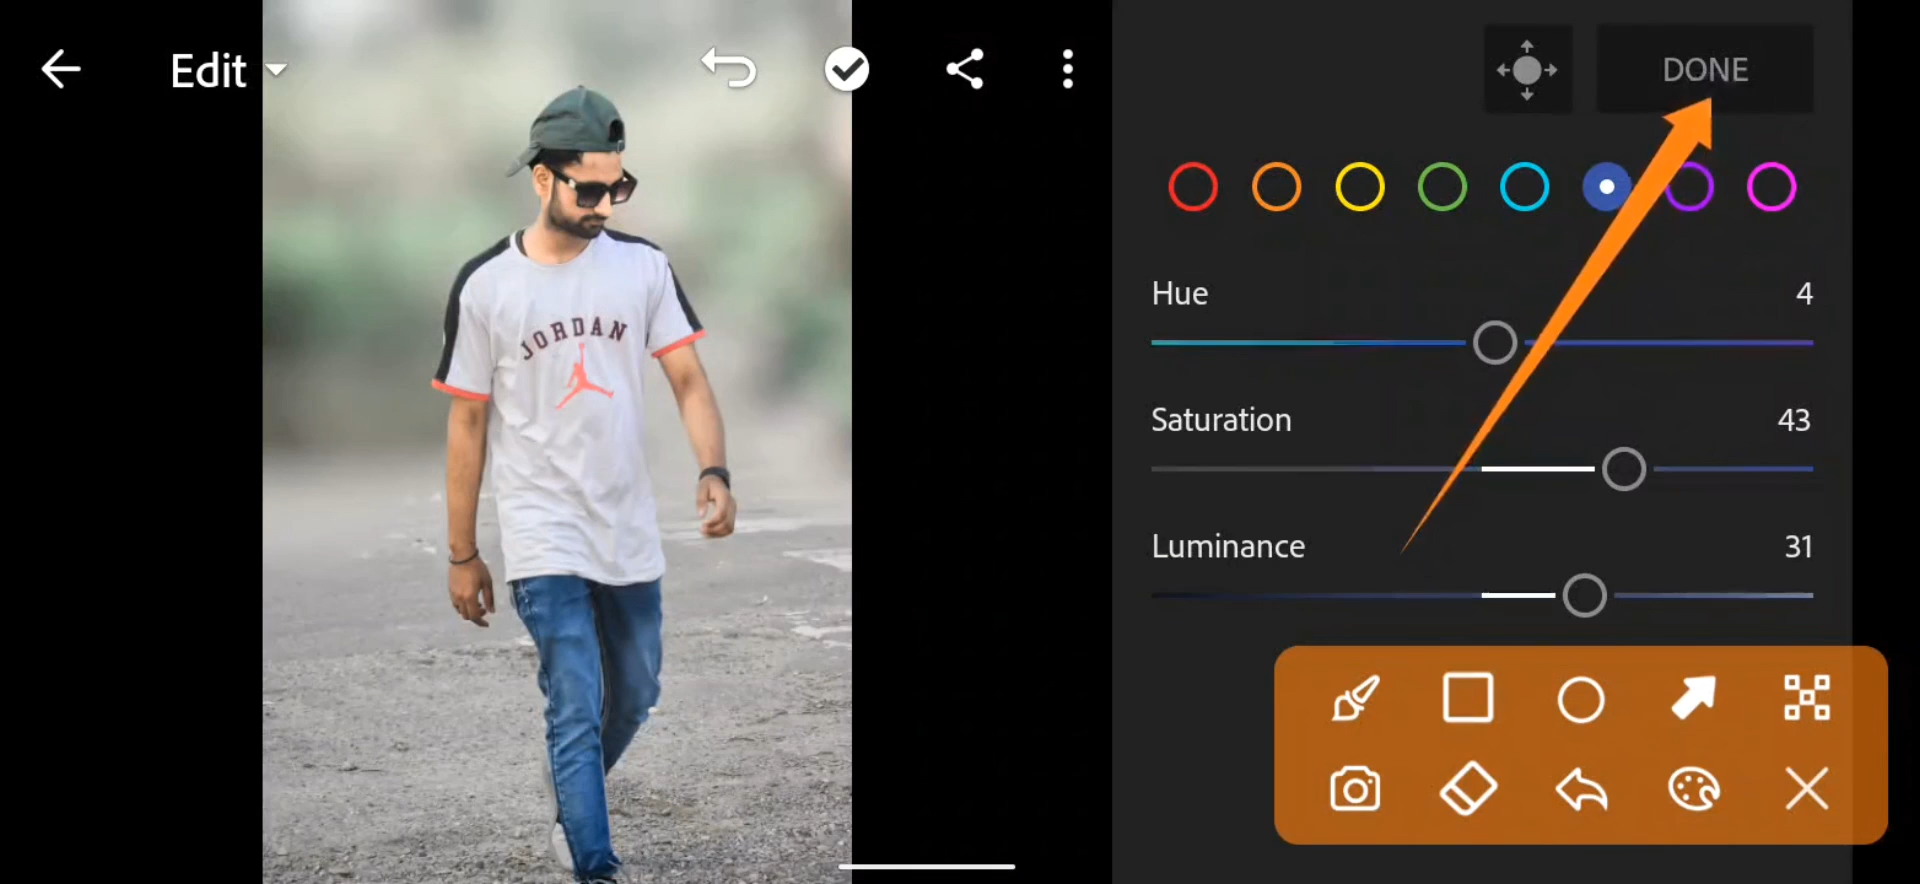 Edit
DONE
JORDAN
Hue 4
Saturation 43
Luminance 31